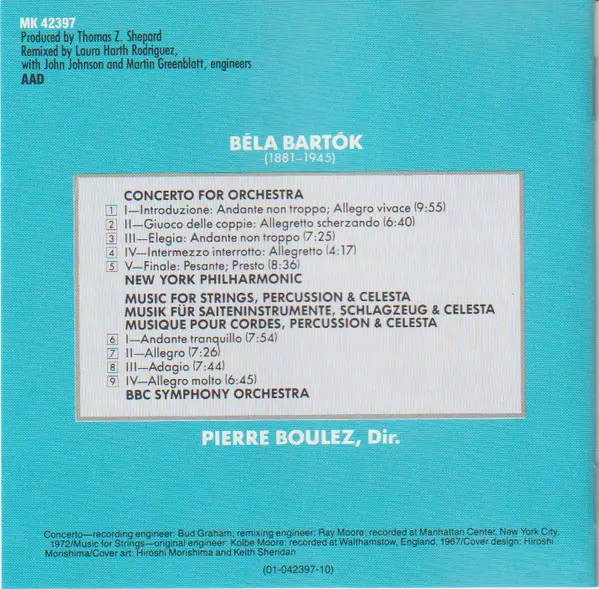 MK 42397
Produced by Thomas Z. Shepard
Remixed by Laura Harth Rodriguez,
with John Johnson and Martin Greenblatt, engineers
AAD
BÉLA BARTÓK
(1881–1945)
CONCERTO FOR ORCHESTRA
1 I—Introduzione: Andante non troppo; Allegro vivace (9:55)
2 II—Giuoco delle coppie: Allegretto scherzando (6:40)
3 III—Elegia: Andante non troppo (7:25)
4 IV—Intermezzo interrotto: Allegretto (4:17)
5 V—Finale: Pesante; Presto (8:36)
NEW YORK PHILHARMONIC
MUSIC FOR STRINGS, PERCUSSION & CELESTA
MUSIK FÜR SAITENINSTRUMENTE, SCHLAGZEUG & CELESTA
MUSIQUE POUR CORDES, PERCUSSION & CELESTA
6 I—Andante tranquillo (7:54)
7 II—Allegro (7:26)
8 III—Adagio (7:44)
9 IV—Allegro molto (6:45)
BBC SYMPHONY ORCHESTRA
PIERRE BOULEZ, Dir.
Concerto—recording engineer: Bud Graham; remixing engineer: Ray Moore; recorded at Manhattan Center, New York City,
1972/Music for Strings—original engineer: Kolbe Moore; recorded at Walthamstow, England, 1967/Cover design: Hiroshi
Morishima/Cover art: Hiroshi Morishima and Keith Sheridan
(01-042397-10)